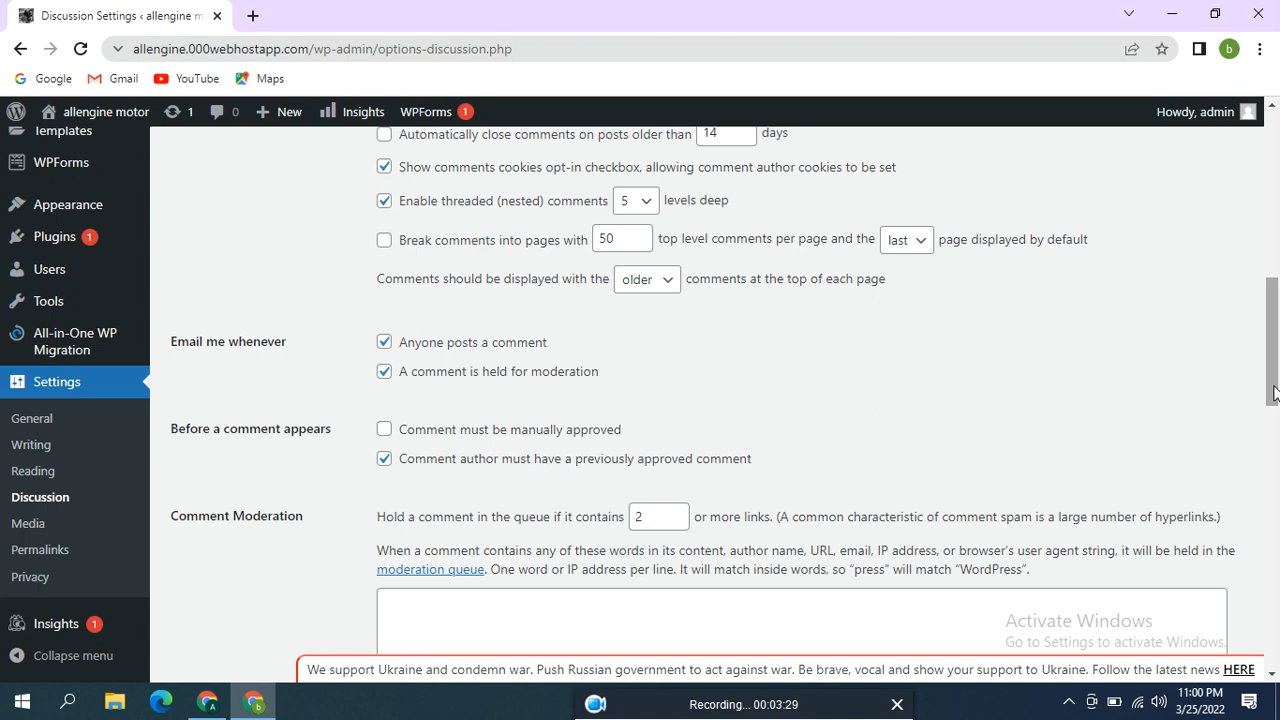 Discussion Settings ‹ allengine m
allengine.000webhostapp.com/wp-admin/options-discussion.php
b
Google Gmail YouTube Maps
allengine motor 1 0 New Insights WPForms 1 Howdy, admin
Templates
WPForms
Appearance
Plugins 1
Users
Tools
All-in-One WP
Migration
Settings
General
Writing
Reading
Discussion
Media
Permalinks
Privacy
Insights 1
Collapse menu
Automatically close comments on posts older than 14 days
Show comments cookies opt-in checkbox, allowing comment author cookies to be set
Enable threaded (nested) comments 5 levels deep
Break comments into pages with 50 top level comments per page and the last page displayed by default
Comments should be displayed with the older comments at the top of each page
Email me whenever
Anyone posts a comment
A comment is held for moderation
Before a comment appears
Comment must be manually approved
Comment author must have a previously approved comment
Comment Moderation
Hold a comment in the queue if it contains 2 or more links. (A common characteristic of comment spam is a large number of hyperlinks.)
When a comment contains any of these words in its content, author name, URL, email, IP address, or browser’s user agent string, it will be held in the
moderation queue. One word or IP address per line. It will match inside words, so “press” will match “WordPress”.
Activate Windows
Go to Settings to activate Windows.
We support Ukraine and condemn war. Push Russian government to act against war. Be brave, vocal and show your support to Ukraine. Follow the latest news HERE
A
b
Recording... 00:03:29
11:00 PM
3/25/2022